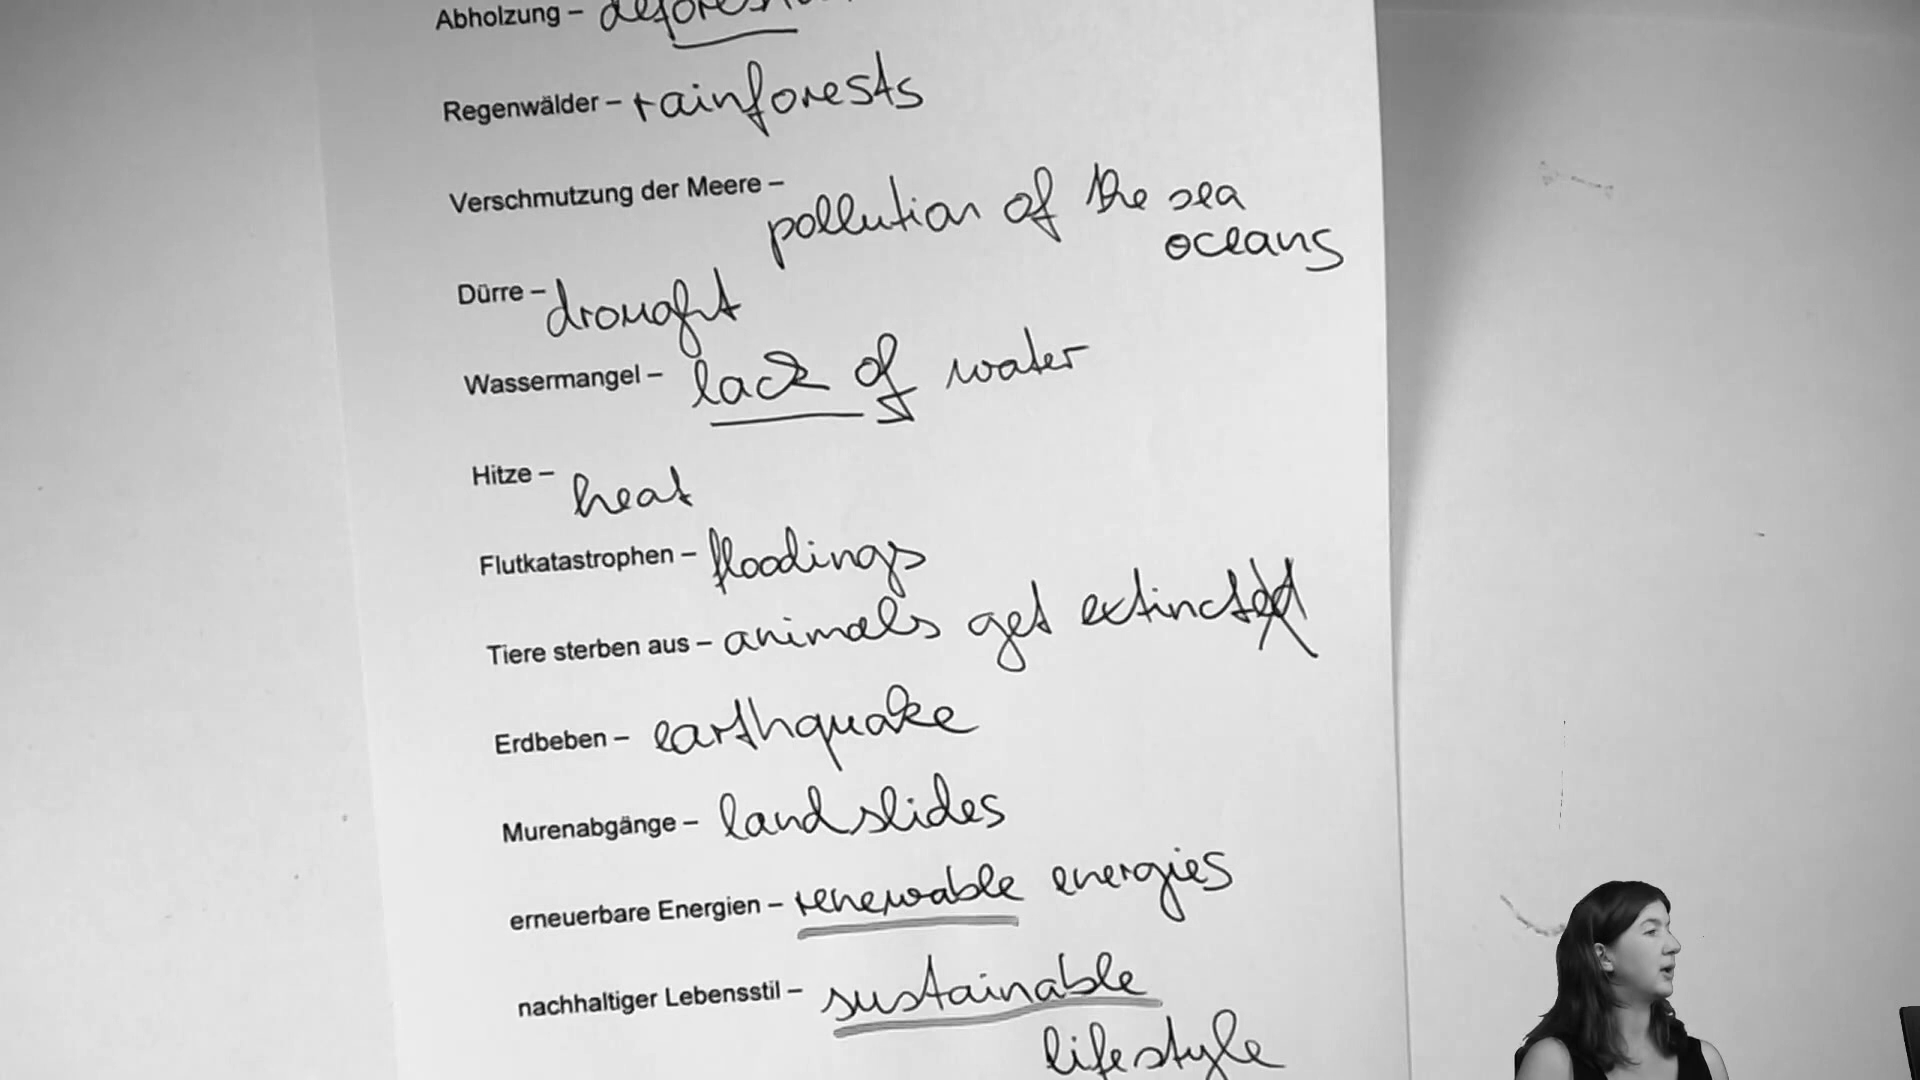 Abholzung –
Regenwälder – rainforests
Verschmutzung der Meere – pollution of the sea
oceans
Dürre – drought
Wassermangel – lack of water
Hitze – heat
Flutkatastrophen – floodings
Tiere sterben aus – animals get extinct
Erdbeben – earthquake
Murenabgänge – landslides
erneuerbare Energien – renewable energies
nachhaltiger Lebensstil – sustainable
lifestyle